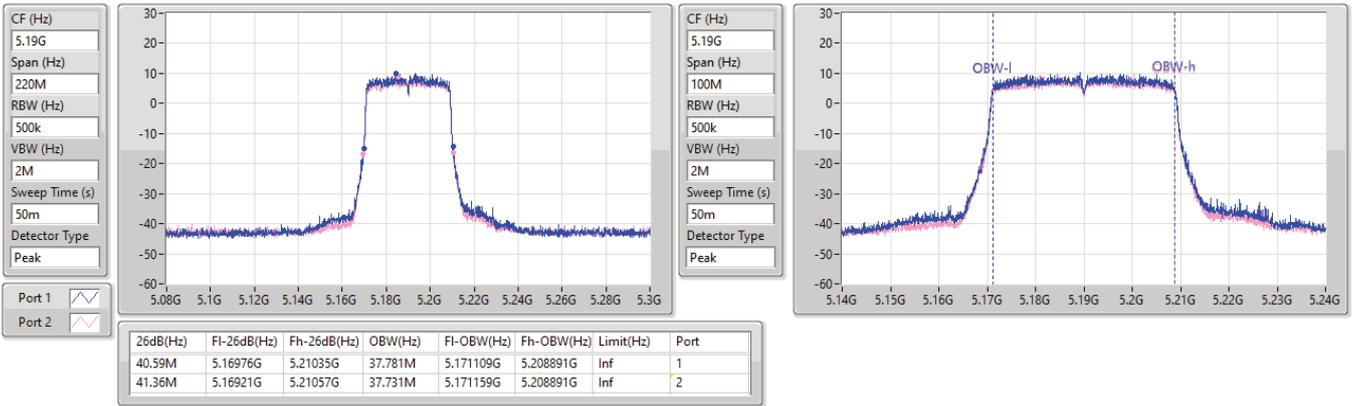 CF (Hz)
5.19G
Span (Hz)
220M
RBW (Hz)
500k
VBW (Hz)
2M
Sweep Time (s)
50m
Detector Type
Peak
Port 1
Port 2
30
20
10
0
-10
-20
-30
-40
-50
-60
5.08G 5.1G 5.12G 5.14G 5.16G 5.18G 5.2G 5.22G 5.24G 5.26G 5.28G 5.3G
CF (Hz)
5.19G
Span (Hz)
100M
RBW (Hz)
500k
VBW (Hz)
2M
Sweep Time (s)
50m
Detector Type
Peak
30
20
10
0
-10
-20
-30
-40
-50
-60
OBW-l OBW-h
5.14G 5.15G 5.16G 5.17G 5.18G 5.19G 5.2G 5.21G 5.22G 5.23G 5.24G
26dB(Hz) Fl-26dB(Hz) Fh-26dB(Hz) OBW(Hz) Fl-OBW(Hz) Fh-OBW(Hz) Limit(Hz) Port
40.59M 5.16976G 5.21035G 37.781M 5.171109G 5.208891G Inf 1
41.36M 5.16921G 5.21057G 37.731M 5.171159G 5.208891G Inf 2